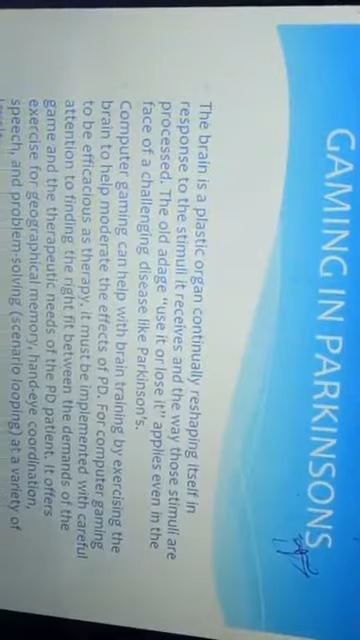 GAMING IN PARKINSONS
The brain is a plastic organ continually reshaping itself in
response to the stimuli it receives and the way those stimuli are
processed. The old adage "use it or lose it" applies even in the
face of a challenging disease like Parkinson's.
Computer gaming can help with brain training by exercising the
brain to help moderate the effects of PD. For computer gaming
to be efficacious as therapy, it must be implemented with careful
attention to finding the right fit between the demands of the
game and the therapeutic needs of the PD patient. It offers
exercise for geographical memory, hand-eye coordination,
speech, and problem-solving (scenario looping) at a variety of